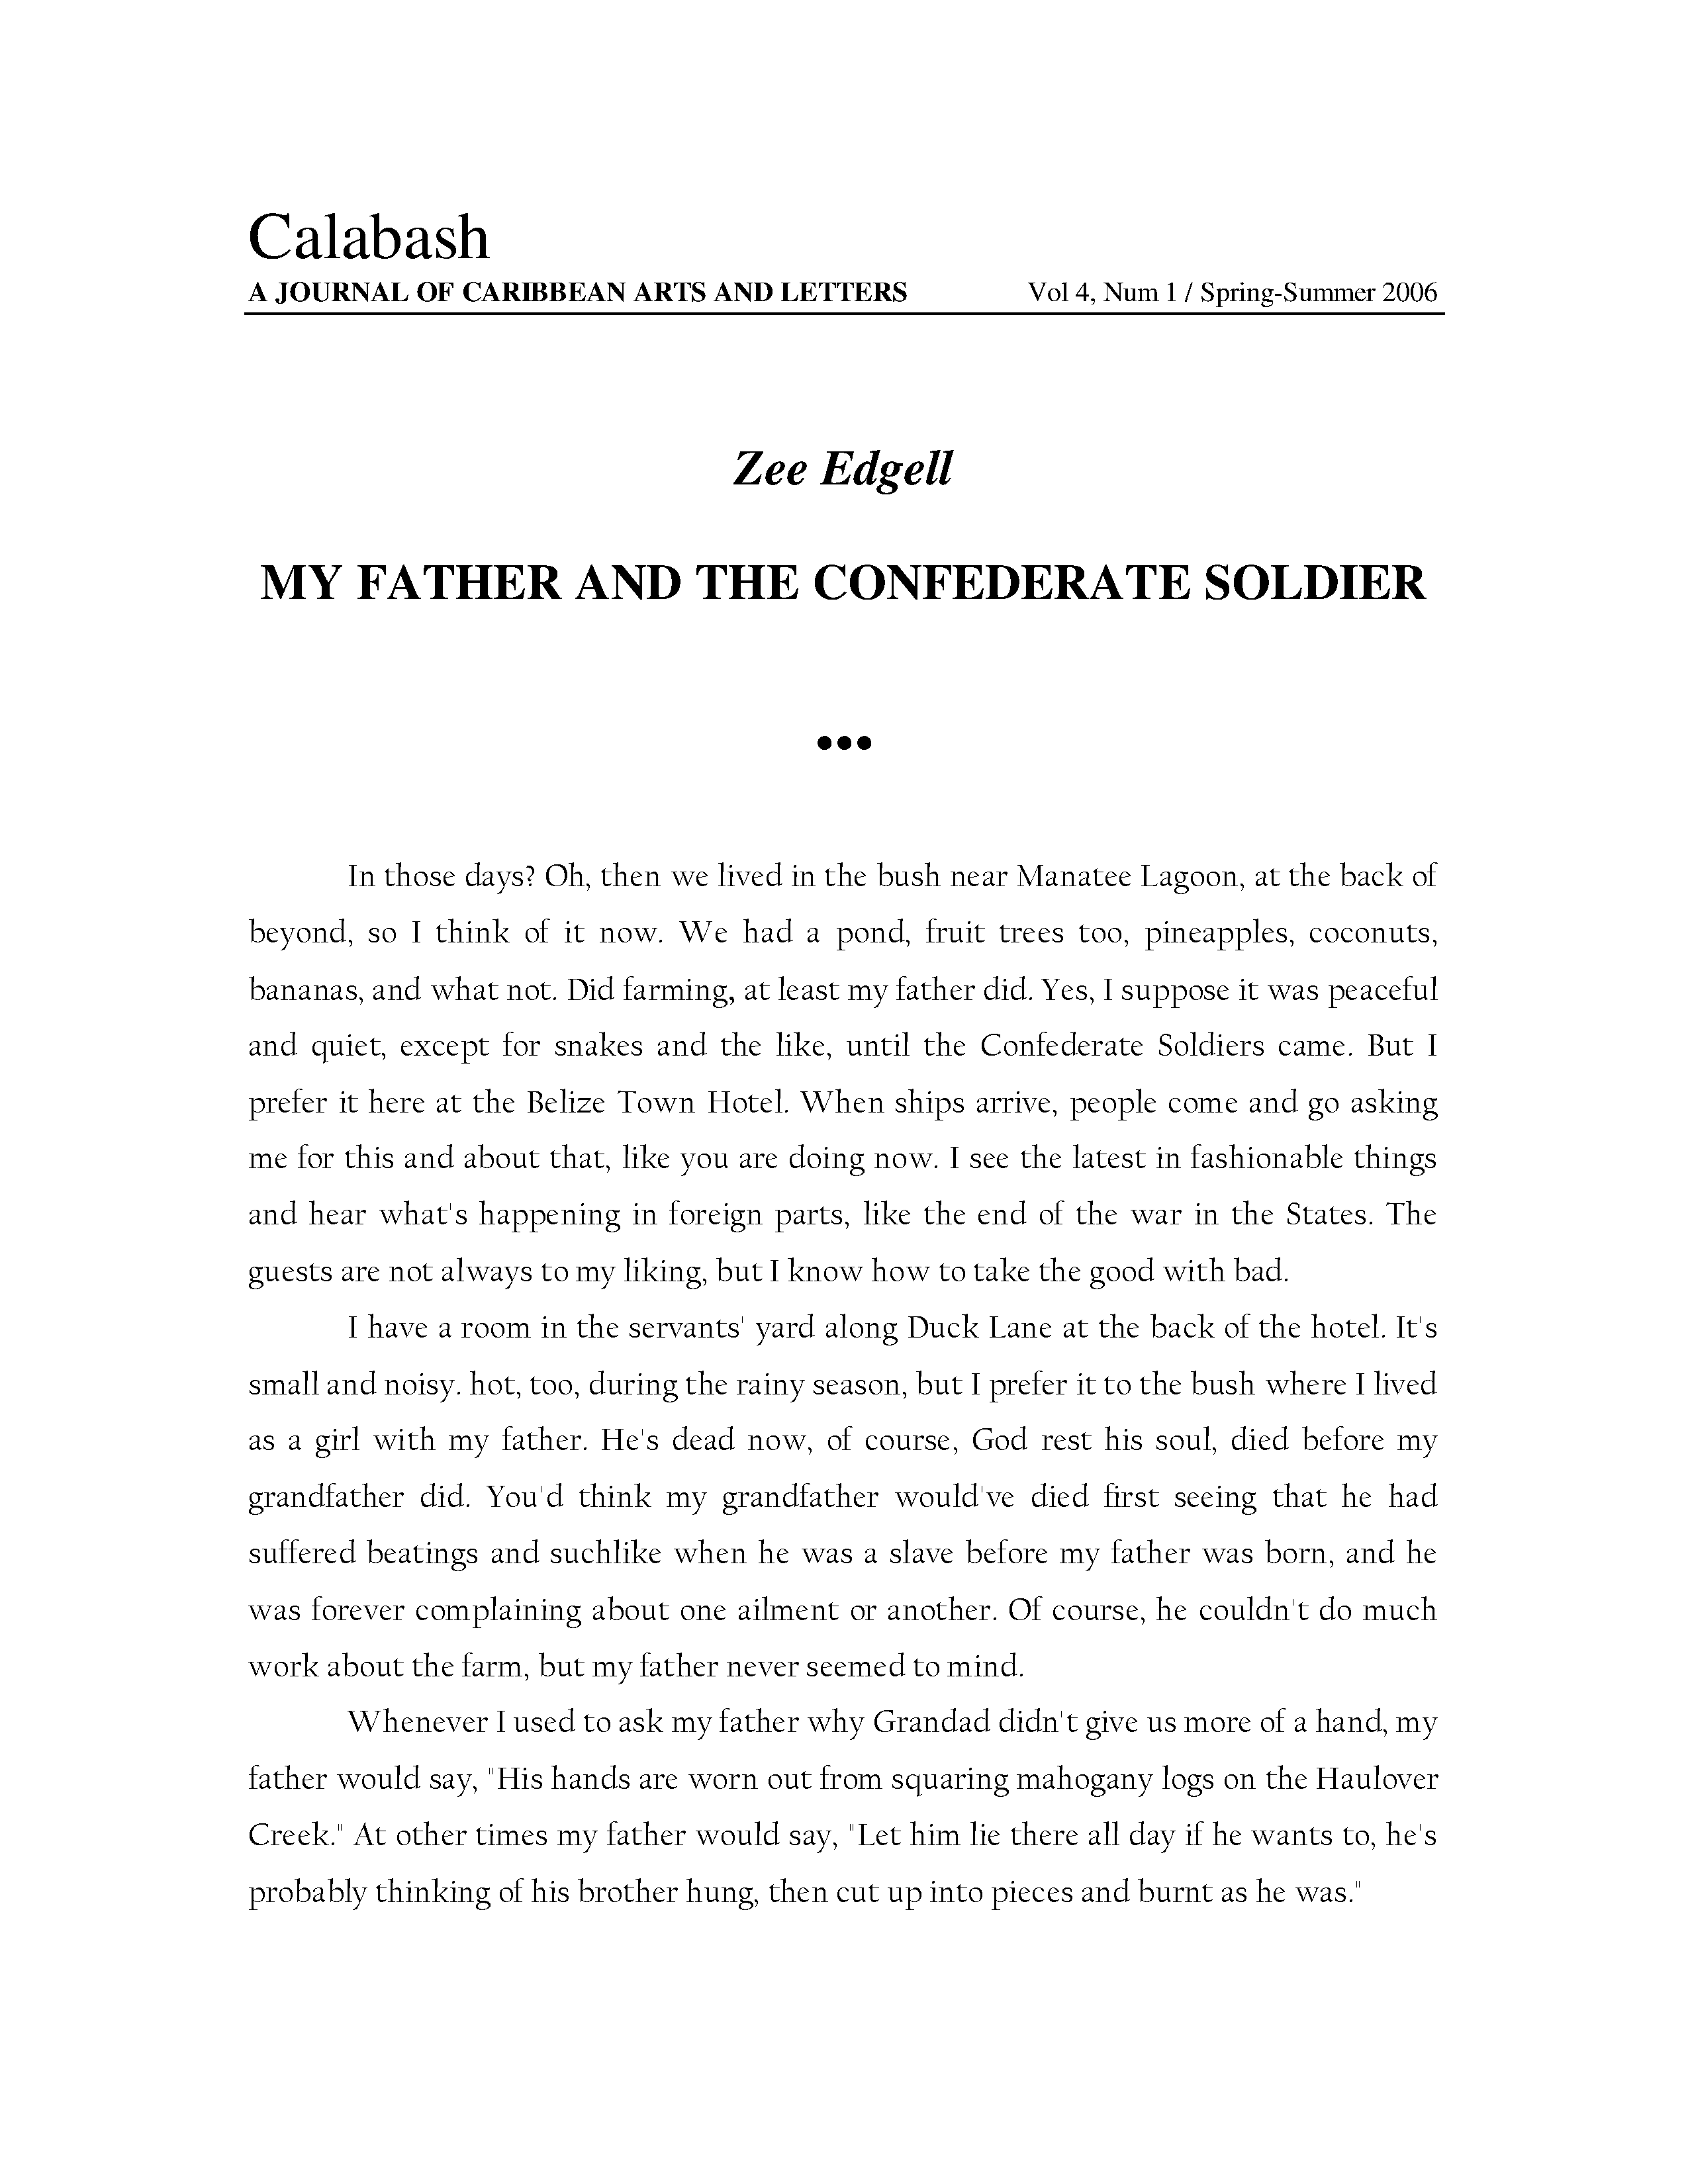 Calabash
A JOURNAL OF CARIBBEAN ARTS AND LETTERS Vol 4, Num 1 / Spring-Summer 2006
Zee Edgell
MY FATHER AND THE CONFEDERATE SOLDIER
●●●
In those days? Oh, then we lived in the bush near Manatee Lagoon, at the back of
beyond, so I think of it now. We had a pond, fruit trees too, pineapples, coconuts,
bananas, and what not. Did farming, at least my father did. Yes, I suppose it was peaceful
and quiet, except for snakes and the like, until the Confederate Soldiers came. But I
prefer it here at the Belize Town Hotel. When ships arrive, people come and go asking
me for this and about that, like you are doing now. I see the latest in fashionable things
and hear what's happening in foreign parts, like the end of the war in the States. The
guests are not always to my liking, but I know how to take the good with bad.
I have a room in the servants' yard along Duck Lane at the back of the hotel. It's
small and noisy. hot, too, during the rainy season, but I prefer it to the bush where I lived
as a girl with my father. He's dead now, of course, God rest his soul, died before my
grandfather did. You'd think my grandfather would've died first seeing that he had
suffered beatings and suchlike when he was a slave before my father was born, and he
was forever complaining about one ailment or another. Of course, he couldn't do much
work about the farm, but my father never seemed to mind.
Whenever I used to ask my father why Grandad didn't give us more of a hand, my
father would say, "His hands are worn out from squaring mahogany logs on the Haulover
Creek." At other times my father would say, "Let him lie there all day if he wants to, he's
probably thinking of his brother hung, then cut up into pieces and burnt as he was."